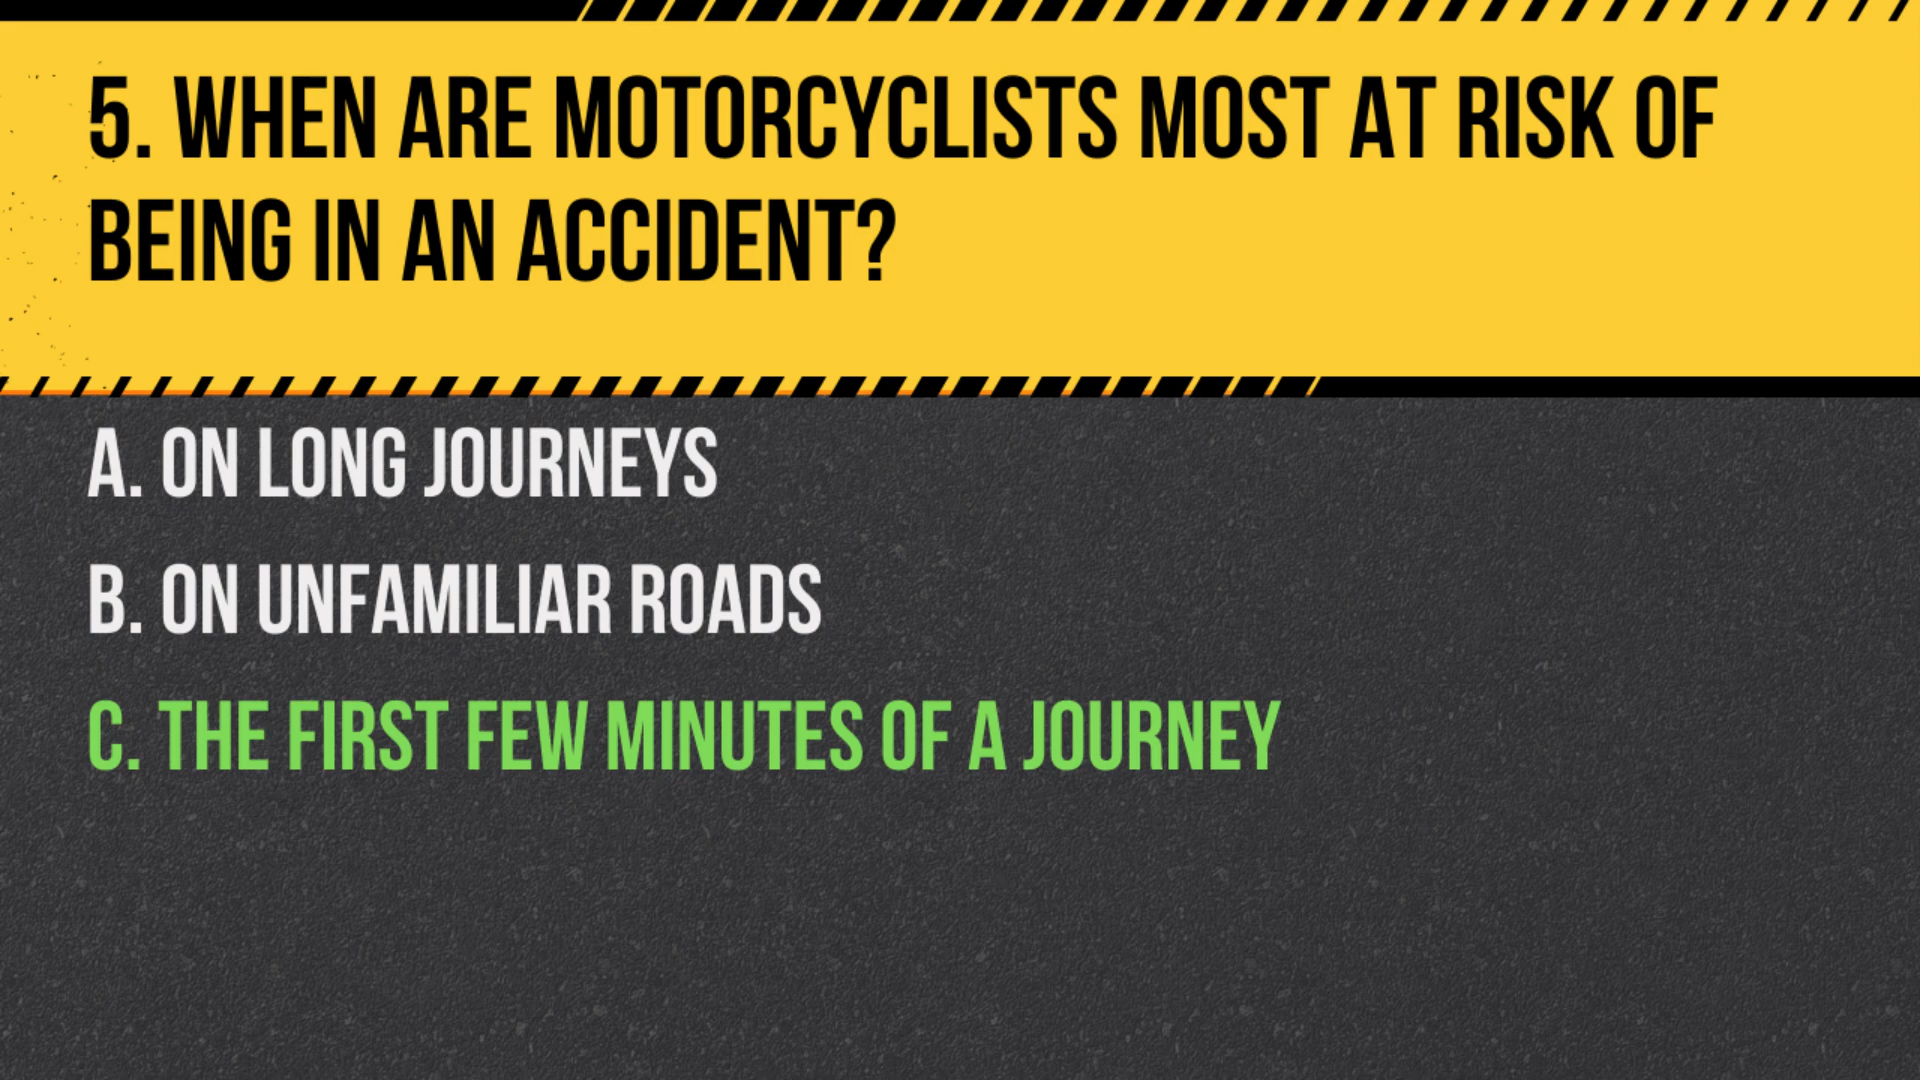 5. WHEN ARE MOTORCYCLISTS MOST AT RISK OF
BEING IN AN ACCIDENT?
A. ON LONG JOURNEYS
B. ON UNFAMILIAR ROADS
C. THE FIRST FEW MINUTES OF A JOURNEY